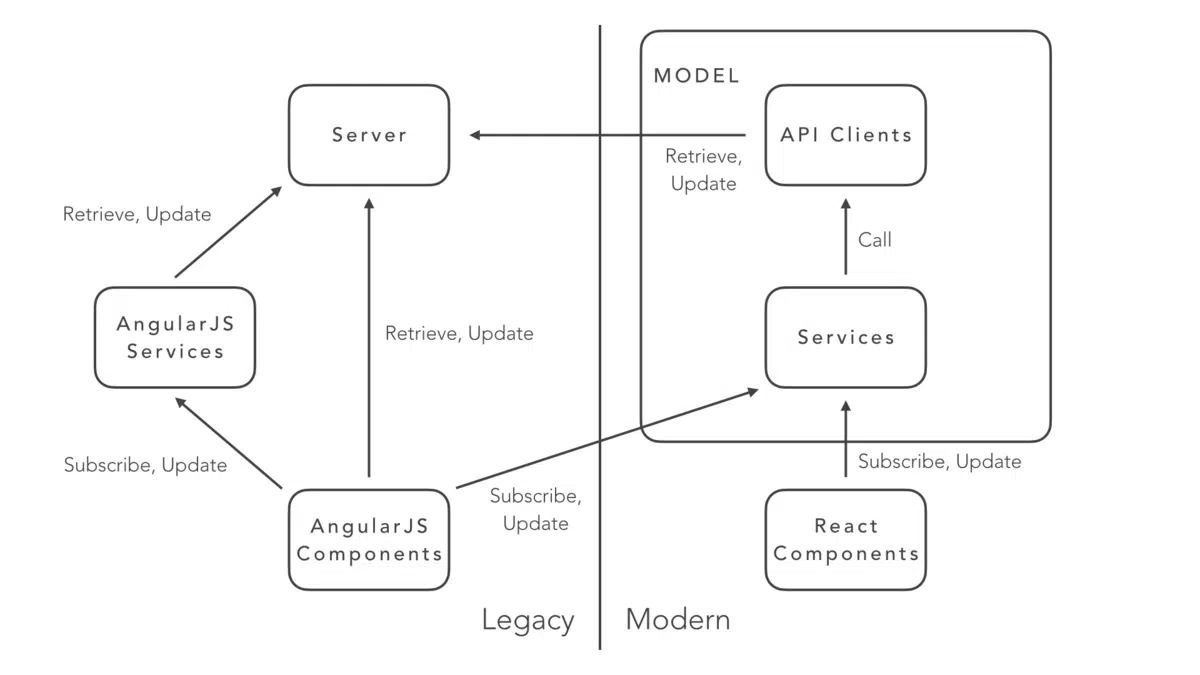 MODEL
Server
API Clients
Retrieve,
Update
Retrieve, Update
Call
AngularJS
Services
Retrieve, Update
Services
Subscribe, Update
Subscribe,
Update
Subscribe, Update
AngularJS
Components
React
Components
Legacy
Modern